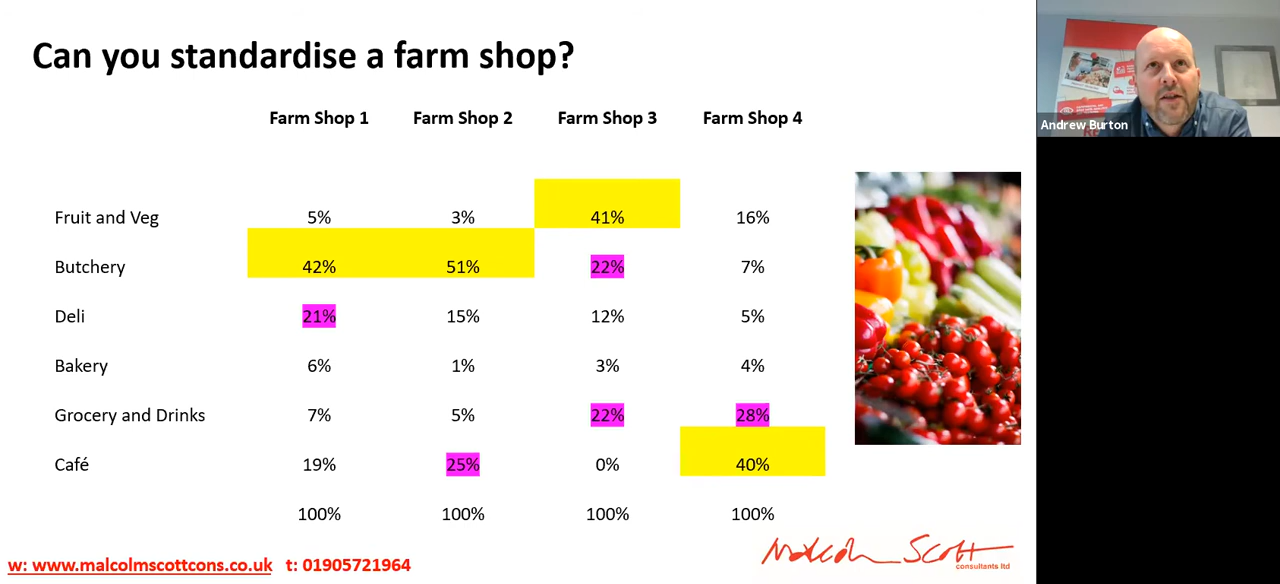 Can you standardise a farm shop?
Farm Shop 1 Farm Shop 2 Farm Shop 3 Farm Shop 4
Fruit and Veg 5% 3% 41% 16%
Butchery 42% 51% 22% 7%
Deli 21% 15% 12% 5%
Bakery 6% 1% 3% 4%
Grocery and Drinks 7% 5% 22% 28%
Café 19% 25% 0% 40%
100% 100% 100% 100%
w: www.malcolmscottcons.co.uk t: 01905721964
Malcolm Scott
consultants ltd
Andrew Burton